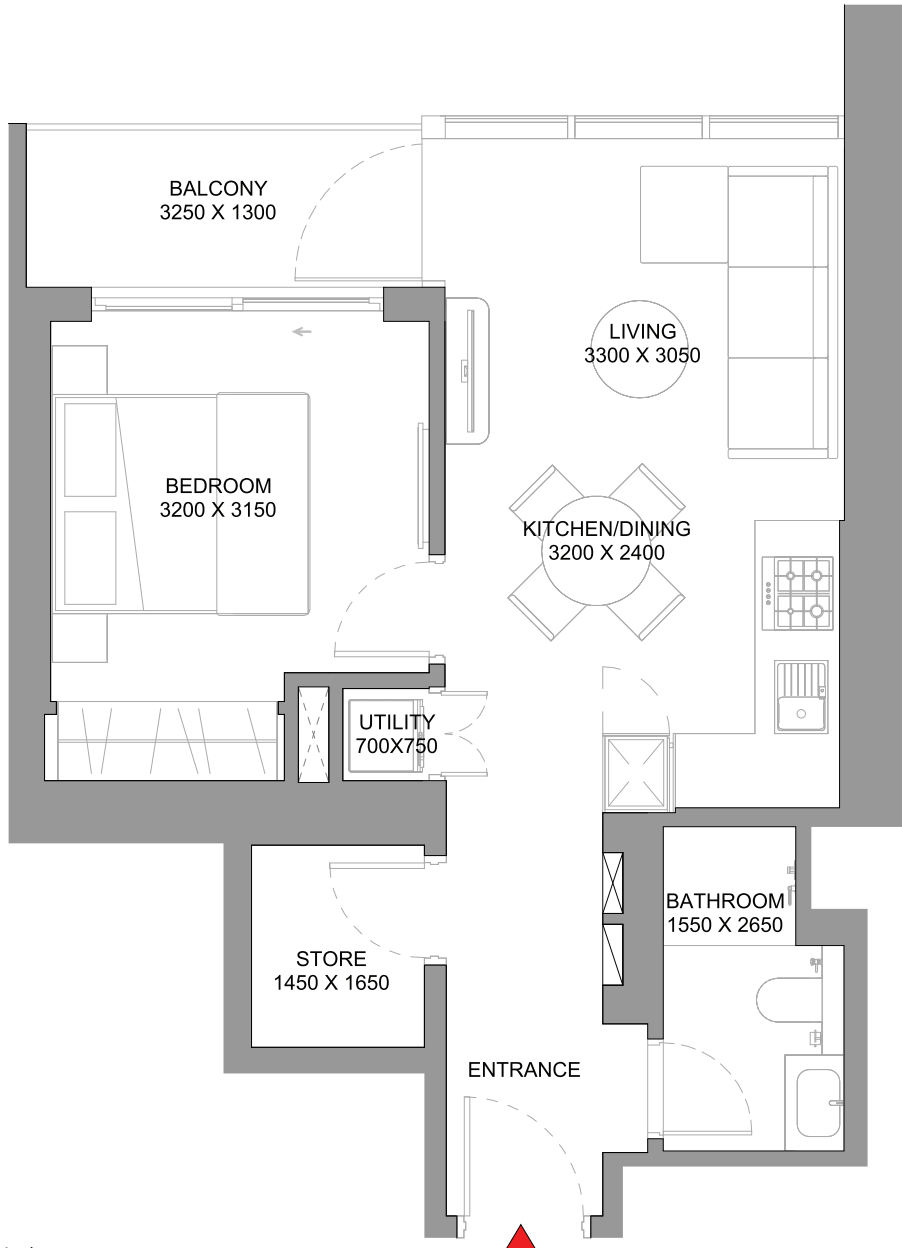 BALCONY
3250 X 1300
LIVING
3300 X 3050
BEDROOM
3200 X 3150
KITCHEN/DINING
3200 X 2400
UTILITY
700X750
BATHROOM
1550 X 2650
STORE
1450 X 1650
ENTRANCE